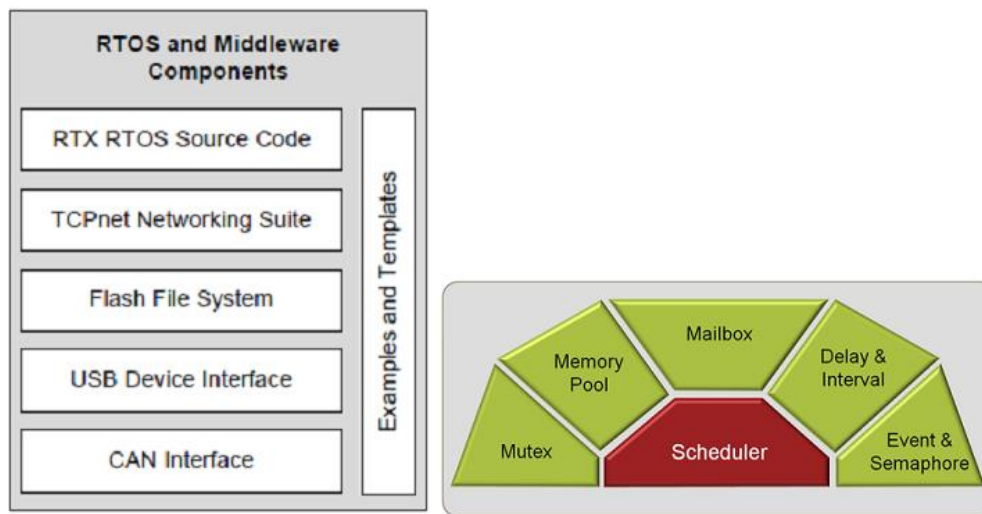 RTOS and Middleware
Components
RTX RTOS Source Code
TCPnet Networking Suite
Flash File System
USB Device Interface
CAN Interface
Examples and Templates
Mutex
Memory
Pool
Mailbox
Delay &
Interval
Event &
Semaphore
Scheduler